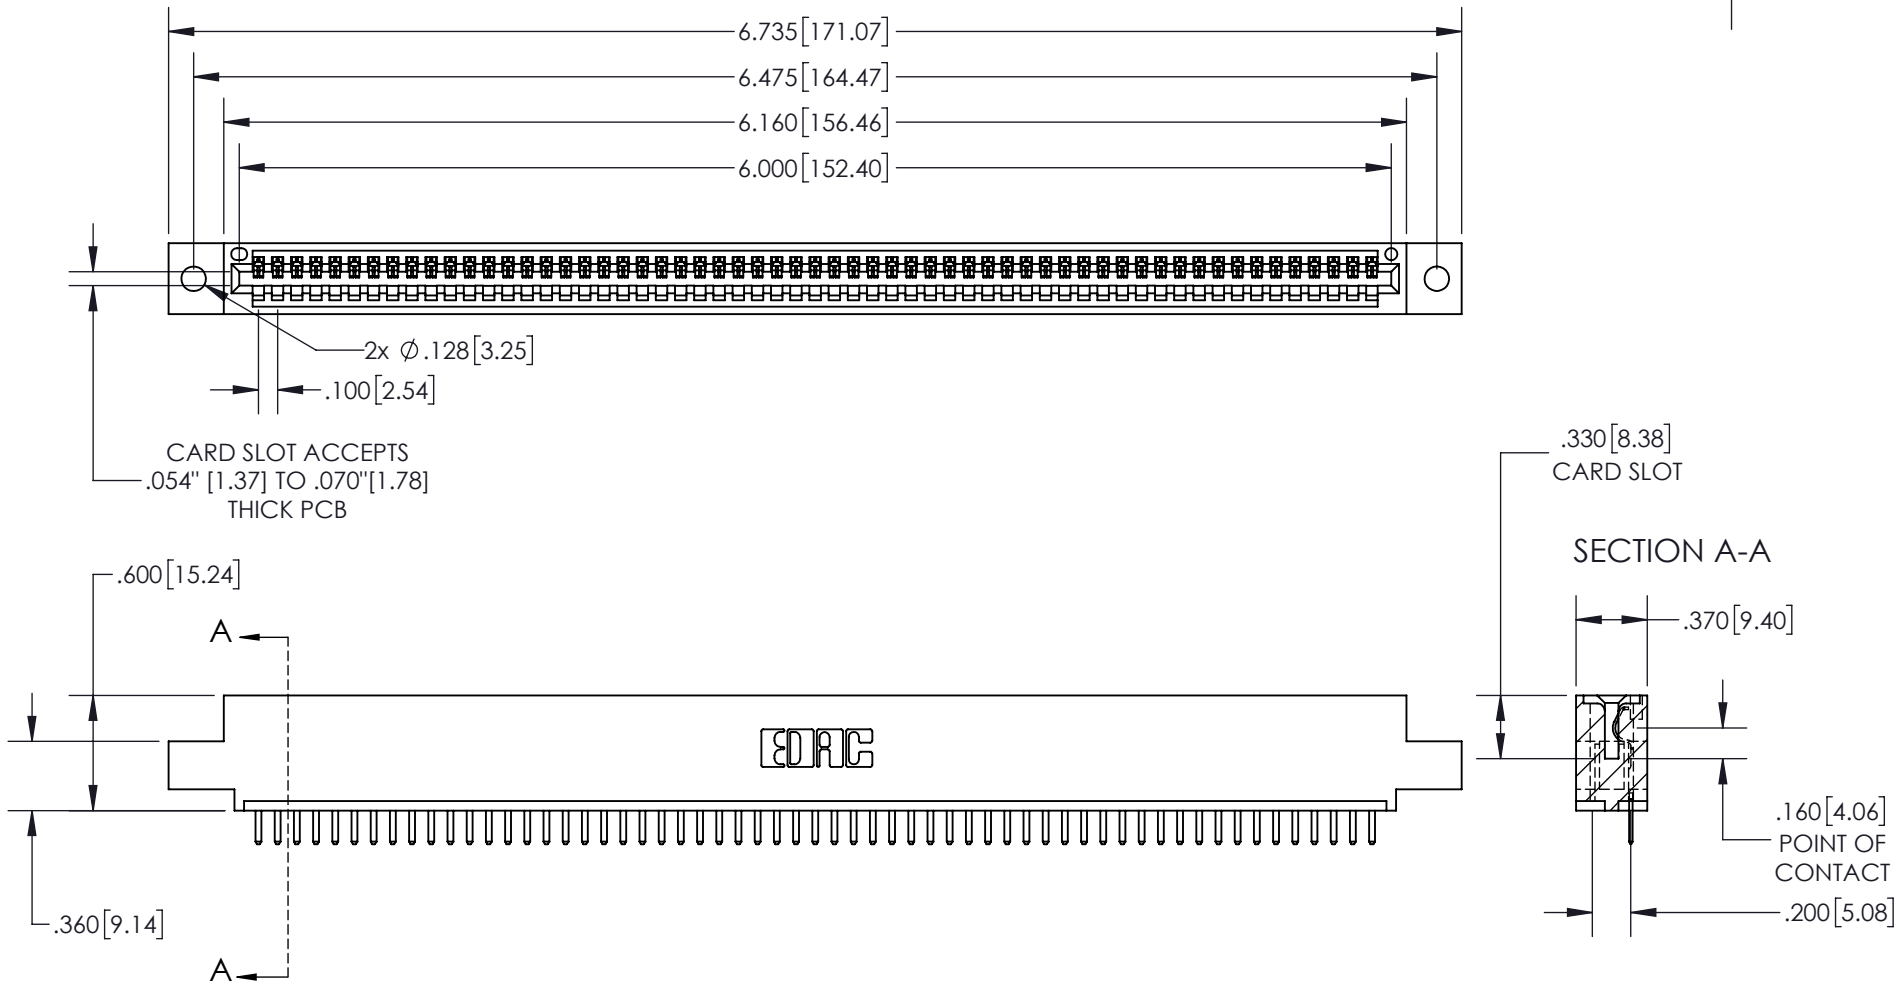 6.735[171.07]
6.475[164.47]
6.160[156.46]
6.000[152.40]
2x Ø.128[3.25]
.100[2.54]
CARD SLOT ACCEPTS
.054" [1.37] TO .070"[1.78]
THICK PCB
.330[8.38]
CARD SLOT
SECTION A-A
.600[15.24]
A
.370[9.40]
EDAC
.160[4.06]
POINT OF
CONTACT
.360[9.14]
.200[5.08]
A